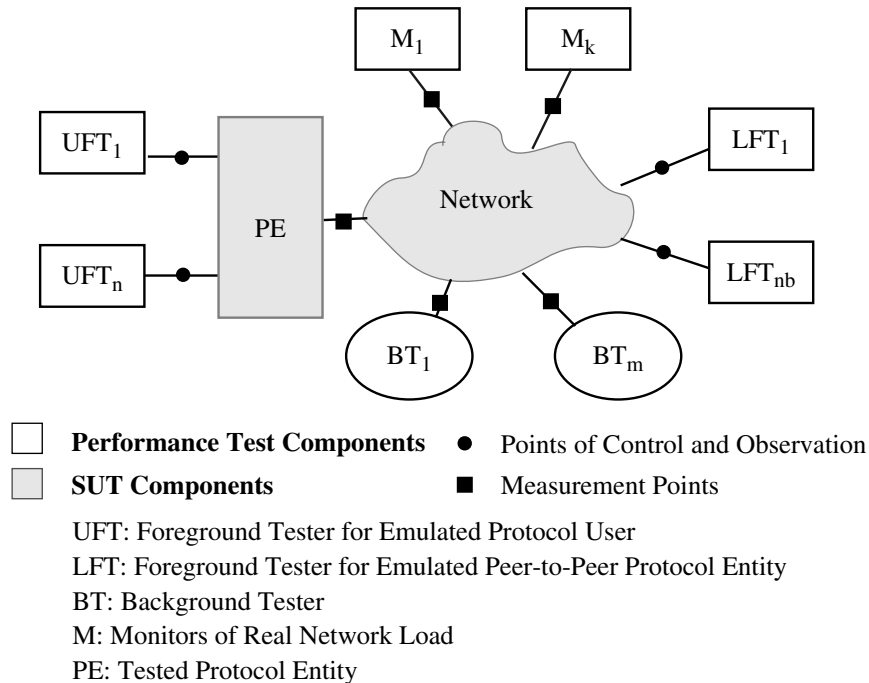 M1
Mk
UFT1
LFT1
Network
PE
UFTn
LFTnb
BT1
BTm
Performance Test Components
Points of Control and Observation
SUT Components
Measurement Points
UFT: Foreground Tester for Emulated Protocol User
LFT: Foreground Tester for Emulated Peer-to-Peer Protocol Entity
BT: Background Tester
M: Monitors of Real Network Load
PE: Tested Protocol Entity